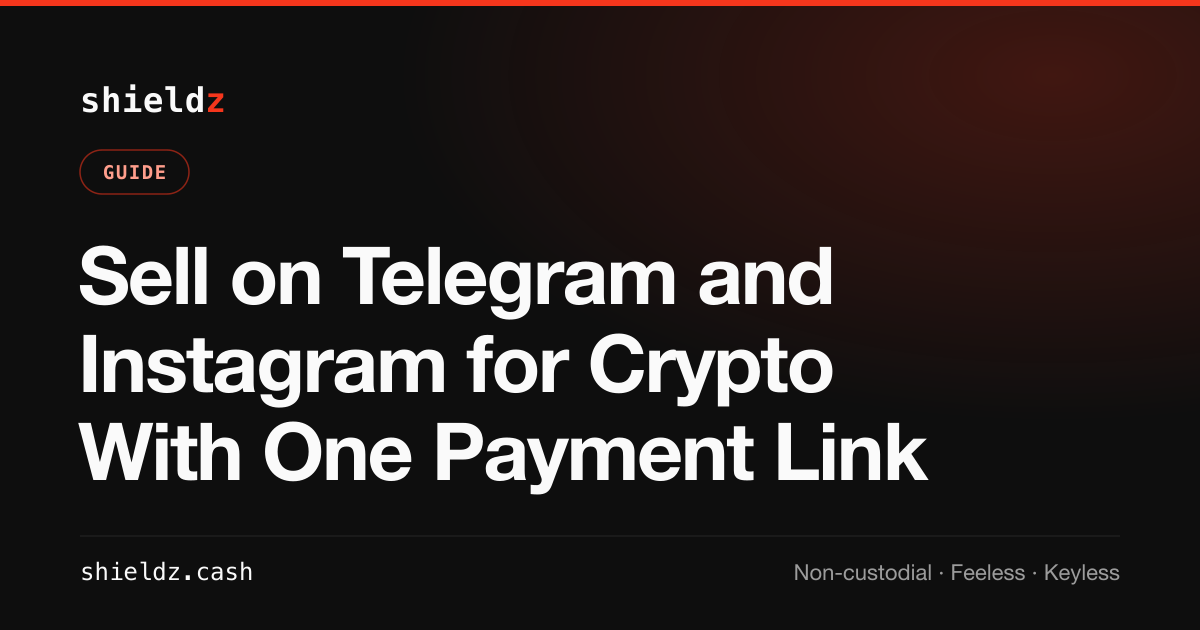 shieldz
GUIDE
Sell on Telegram and
Instagram for Crypto
With One Payment Link
shieldz.cash
Non-custodial · Feeless · Keyless